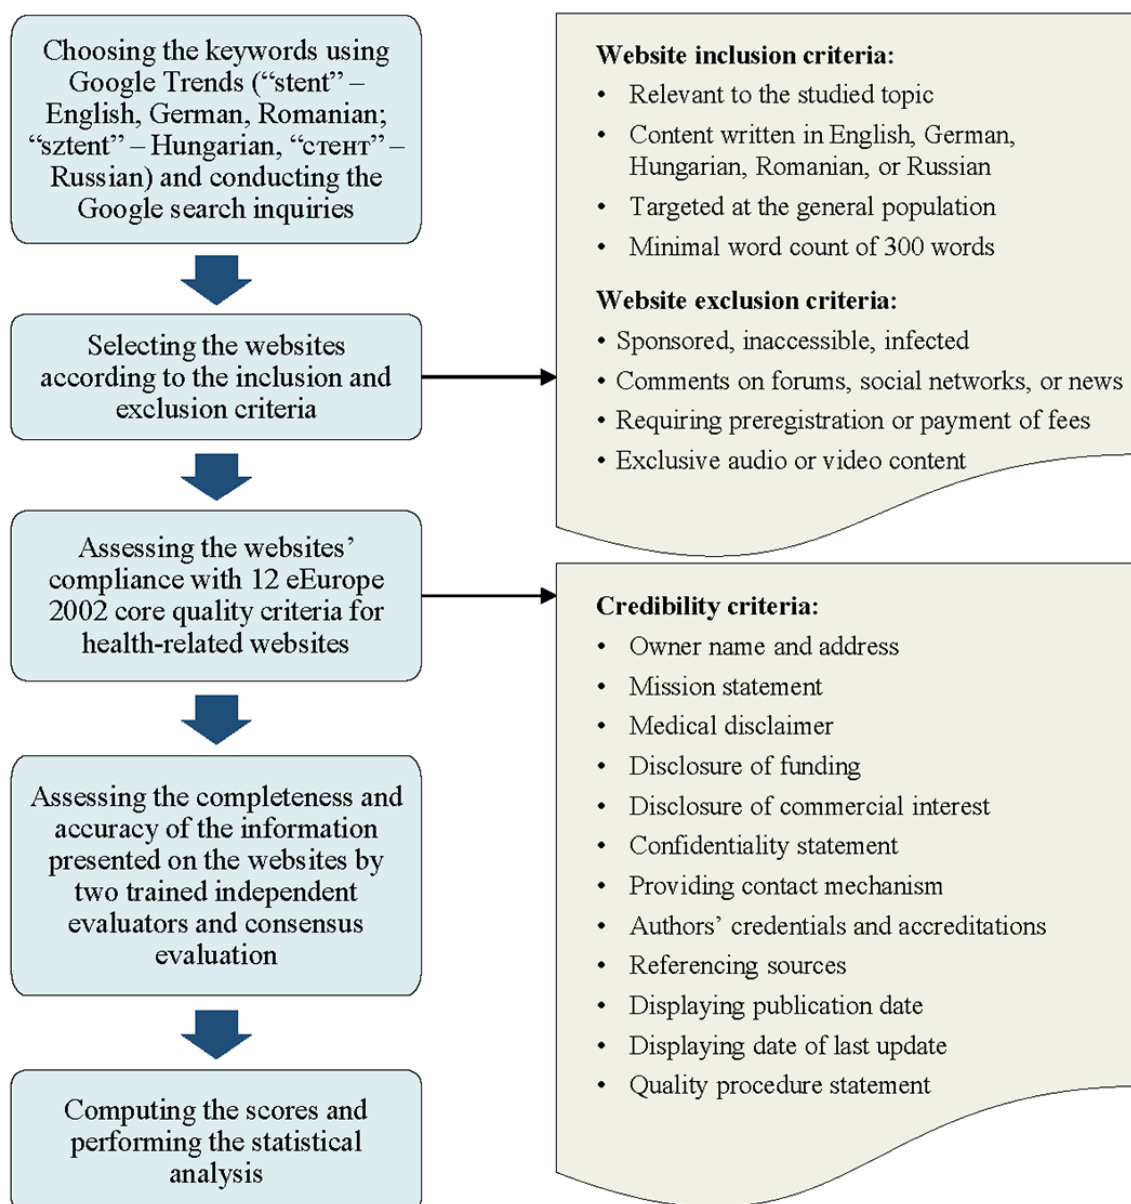 Choosing the keywords using
Google Trends (“stent” –
English, German, Romanian;
“sztent” – Hungarian, “стент” –
Russian) and conducting the
Google search inquiries
Selecting the websites
according to the inclusion and
exclusion criteria
Assessing the websites’
compliance with 12 eEurope
2002 core quality criteria for
health-related websites
Assessing the completeness and
accuracy of the information
presented on the websites by
two trained independent
evaluators and consensus
evaluation
Computing the scores and
performing the statistical
analysis
Website inclusion criteria:
• Relevant to the studied topic
• Content written in English, German,
Hungarian, Romanian, or Russian
• Targeted at the general population
• Minimal word count of 300 words
Website exclusion criteria:
• Sponsored, inaccessible, infected
• Comments on forums, social networks, or news
• Requiring preregistration or payment of fees
• Exclusive audio or video content
Credibility criteria:
• Owner name and address
• Mission statement
• Medical disclaimer
• Disclosure of funding
• Disclosure of commercial interest
• Confidentiality statement
• Providing contact mechanism
• Authors’ credentials and accreditations
• Referencing sources
• Displaying publication date
• Displaying date of last update
• Quality procedure statement